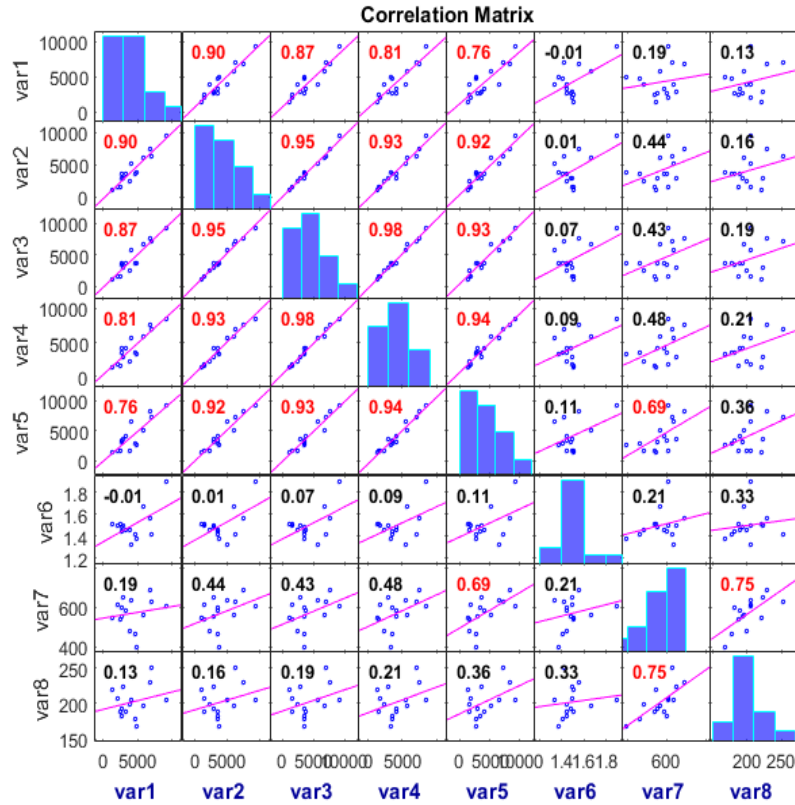 Correlation Matrix
var1 10000 5000 0 0.90 0.87 0.81 0.76 -0.01 0.19 0.13
var2 10000 5000 0 0.90 0.95 0.93 0.92 0.01 0.44 0.16
var3 10000 5000 0 0.87 0.95 0.98 0.93 0.07 0.43 0.19
var4 10000 5000 0 0.81 0.93 0.98 0.94 0.09 0.48 0.21
var5 10000 5000 0 0.76 0.92 0.93 0.94 0.11 0.69 0.36
var6 1.8 1.6 1.4 1.2 -0.01 0.01 0.07 0.09 0.11 0.21 0.33
var7 600 400 0.19 0.44 0.43 0.48 0.69 0.21 0.75
var8 250 200 150 0.13 0.16 0.19 0.21 0.36 0.33 0.75
0 5000 0 5000 0 5000 10000 0 5000 0 5000 10000 1.4 1.6 1.8 600 200 250
var1 var2 var3 var4 var5 var6 var7 var8